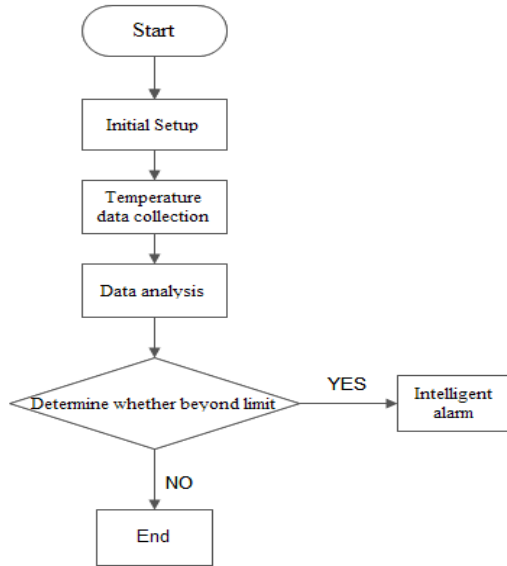 Start
Initial Setup
Temperature
data collection
Data analysis
Determine whether beyond limit
YES
Intelligent
alarm
NO
End